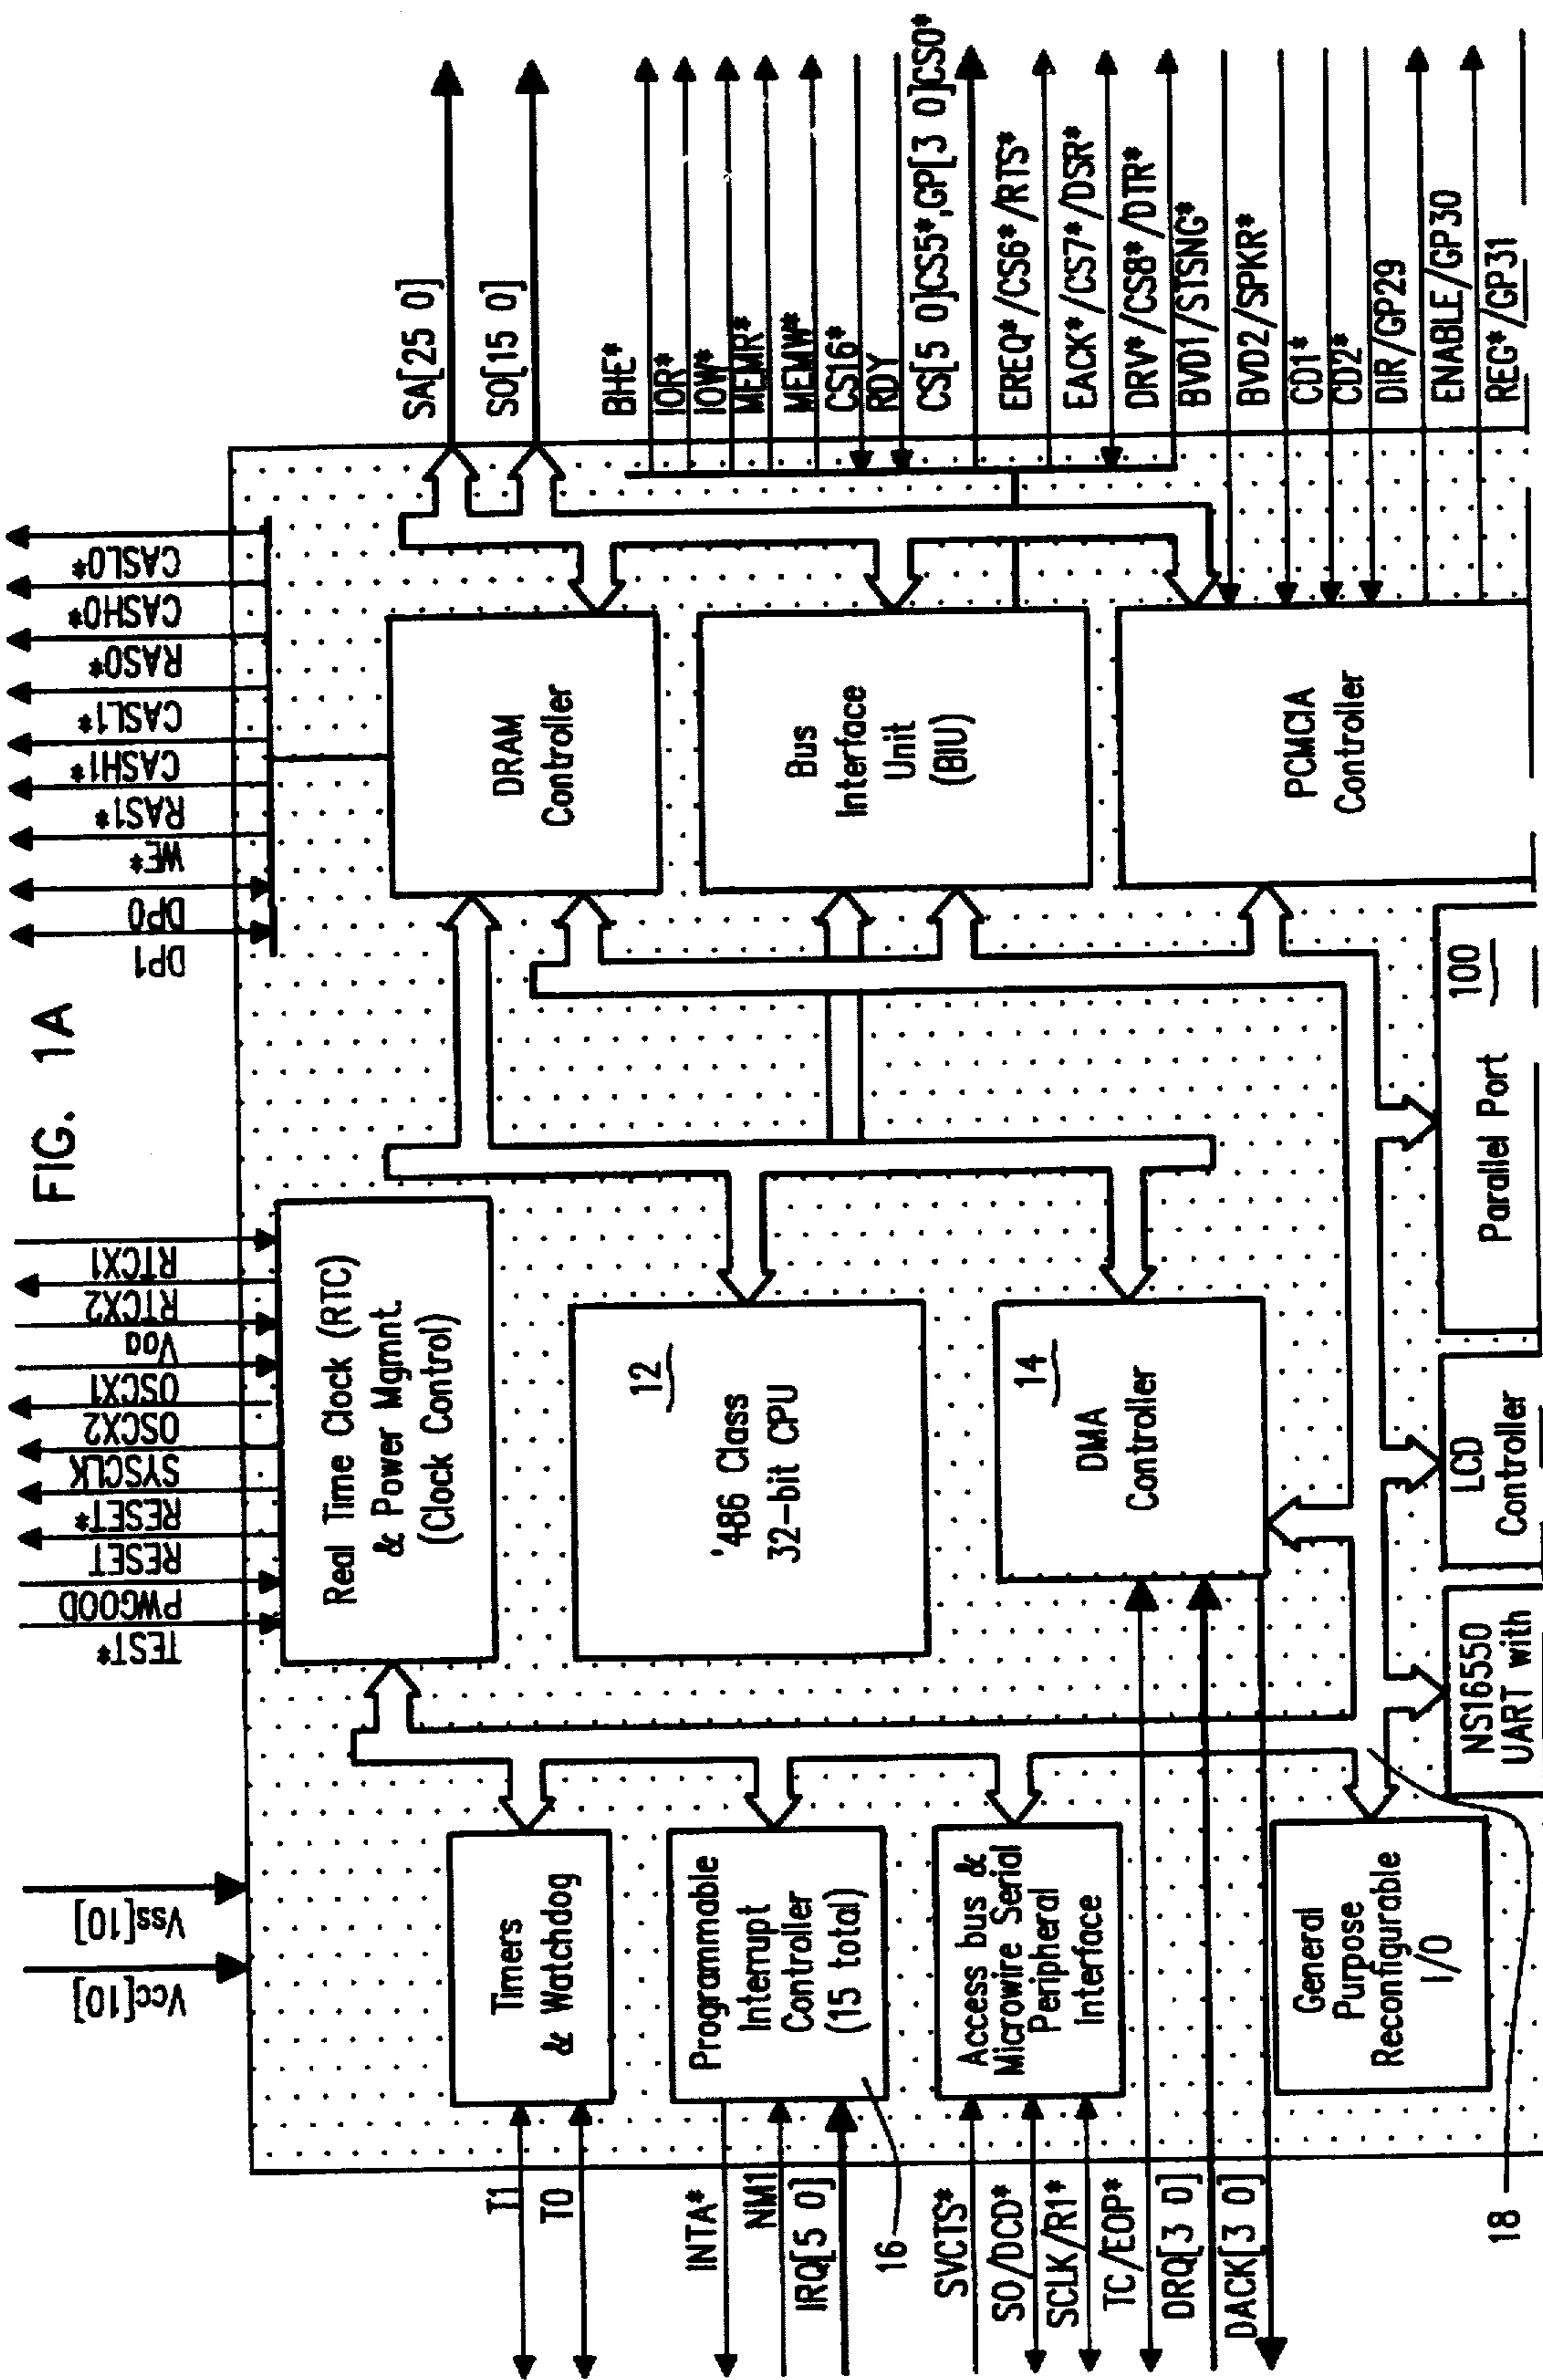 FIG. 1A
Vcc[10]
Vss[10]
TEST*
PWGOOD
RESET
RESET*
SYSCLK
OSCX2
OSCX1
RTCX2
RTCX1
DP1
DP0
WE*
RAS1*
CASH1*
CASL1*
RAS0*
CASH0*
CASL0*
T1
T0
INTA*
NM1
IRQ[5 0]
16
SVCTS*
SO/DCD*
SCLK/R1*
TC/EOP*
DRQ[3 0]
DACK[3 0]
18
Timers
& Watchdog
Programmable
Interrupt
Controller
(15 total)
Access bus &
Microwire Serial
Peripheral
Interface
General
Purpose
Reconfigurable
I/O
Real Time Clock (RTC)
& Power Mgmnt.
(Clock Control)
12
'486 Class
32-bit CPU
14
DMA
Controller
NS16550
UART with
LCD
Controller
100
Parallel Port
DRAM
Controller
Bus
Interface
Unit
(BIU)
PCMCIA
Controller
SA[25 0]
SO[15 0]
BHE*
IOR*
IOW*
MEMR*
MEMW*
CS16*
RDY
CS[5 0]CS5*,GP[3 0]CS0*
EREQ*/CS6*/RTS*
EACK*/CS7*/DSR*
DRV*/CS8*/DTR*
BVD1/STSNG*
BVD2/SPKR*
CD1*
CD2*
DIR/GP29
ENABLE/GP30
REG*/GP31